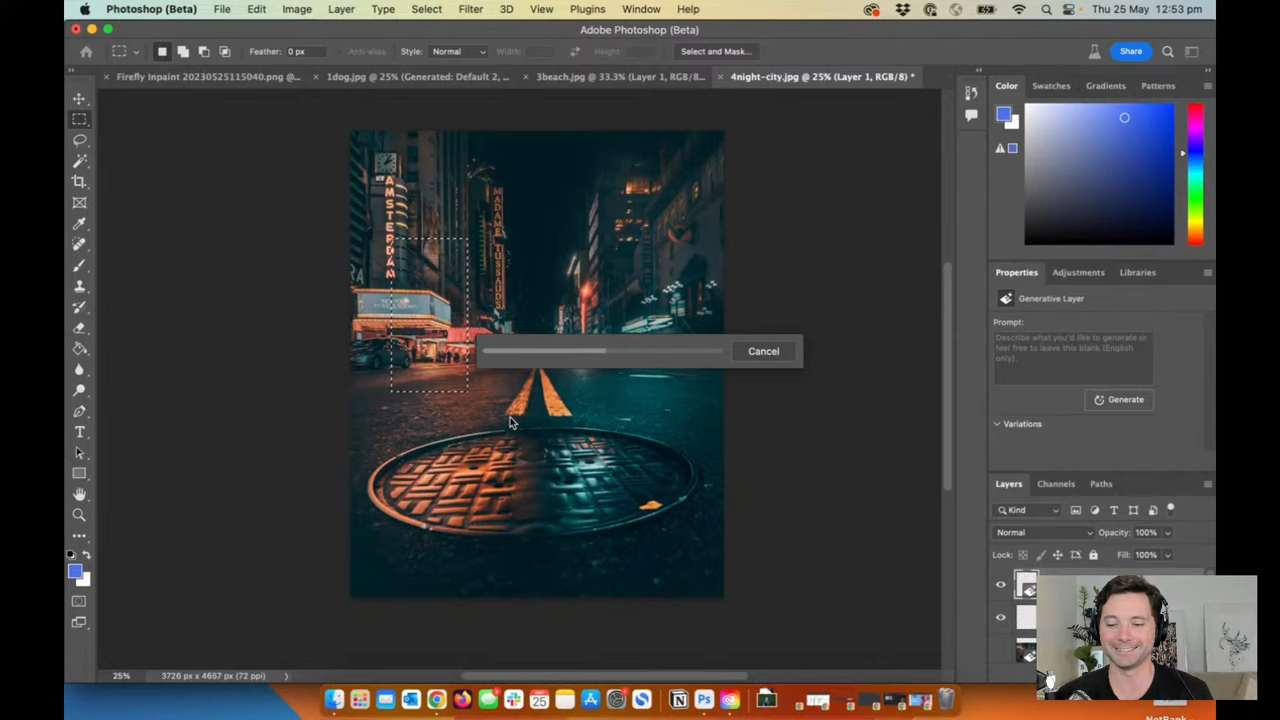 Photoshop (Beta) File Edit Image Layer Type Select Filter 3D View Plugins Window Help Thu 25 May 12:53 pm
Adobe Photoshop (Beta)
Feather: 0 px Anti-alias Style: Normal Width: Height: Select and Mask... Share
Firefly Inpaint 20230525115040.png @... 1dog.jpg @ 25% (Generated: Default 2, ... 3beach.jpg @ 33.3% (Layer 1, RGB/8... 4night-city.jpg @ 25% (Layer 1, RGB/8) *
Color Swatches Gradients Patterns
AMSTERDAM
MADAME TUSSAUDS
Properties Adjustments Libraries
Generative Layer
Prompt:
Describe what you'd like to generate or
feel free to leave this blank (English
only).
Cancel
Generate
Variations
Layers Channels Paths
Kind
Normal Opacity: 100%
Lock: Fill: 100%
25% 3726 px x 4657 px (72 ppi)
25
NetBank